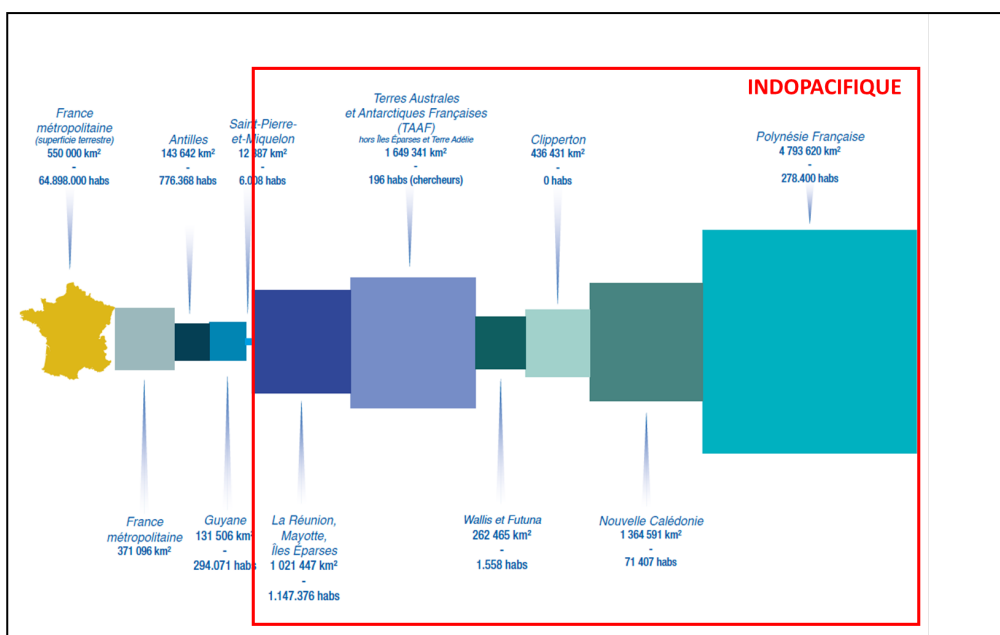 INDOPACIFIQUE
France
métropolitaine
(superficie terrestre)
550 000 km²
-
64.898.000 habs
Antilles
143 642 km²
-
776.368 habs
Saint-Pierre-
et-Miquelon
12 387 km²
-
6.008 habs
Terres Australes
et Antarctiques Françaises
(TAAF)
hors Îles Éparses et Terre Adélie
1 649 341 km²
-
196 habs (chercheurs)
Clipperton
436 431 km²
-
0 habs
Polynésie Française
4 793 620 km²
-
278.400 habs
France
métropolitaine
371 096 km²
Guyane
131 506 km²
-
294.071 habs
La Réunion,
Mayotte,
Îles Éparses
1 021 447 km²
-
1.147.376 habs
Wallis et Futuna
262 465 km²
-
1.558 habs
Nouvelle Calédonie
1 364 591 km²
-
71 407 habs